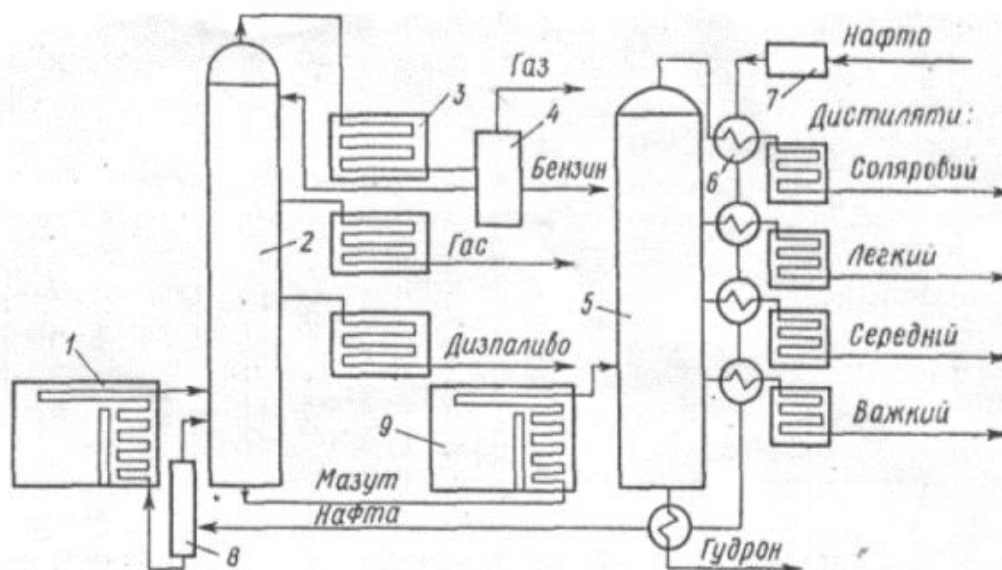 Нафта
7
Газ
3
4
Дистиляти:
Бензин
6
Соляровий
2
Гас
Легкий
5
Середній
1
Дизпаливо
9
Важкий
Мазут
Нафта
8
Гудрон